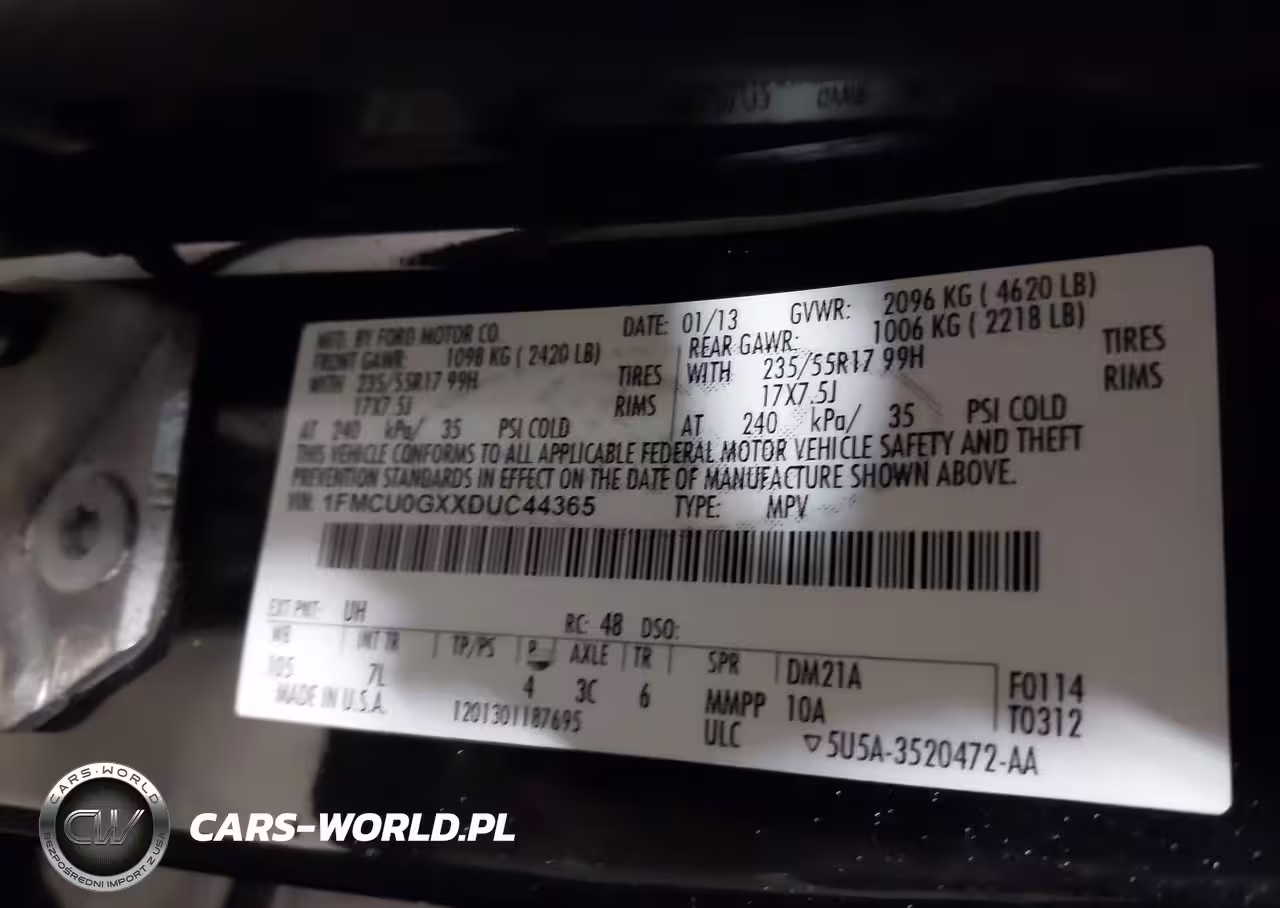 MFD. BY FORD MOTOR CO. DATE: 01/13 GVWR: 2096 KG ( 4620 LB)
FRONT GAWR: 1098 KG ( 2420 LB) REAR GAWR: 1006 KG ( 2218 LB)
WITH 235/55R17 99H TIRES WITH 235/55R17 99H TIRES
17X7.5J RIMS 17X7.5J RIMS
AT 240 kPa/ 35 PSI COLD AT 240 kPa/ 35 PSI COLD
THIS VEHICLE CONFORMS TO ALL APPLICABLE FEDERAL MOTOR VEHICLE SAFETY AND THEFT
PREVENTION STANDARDS IN EFFECT ON THE DATE OF MANUFACTURE SHOWN ABOVE.
VIN: 1FMCU0GXXDUC44365 TYPE: MPV
EXT PNT: UH RC: 48 DSO:
WB INT TR TP/PS R AXLE TR SPR DM21A F0114
105 7L 4 3C 6 MMPP 10A T0312
MADE IN U.S.A. 1201301187695 ULC ▽5U5A-3520472-AA
CARS-WORLD
CW
BEZPOŚREDNI IMPORT Z USA
CARS-WORLD.PL